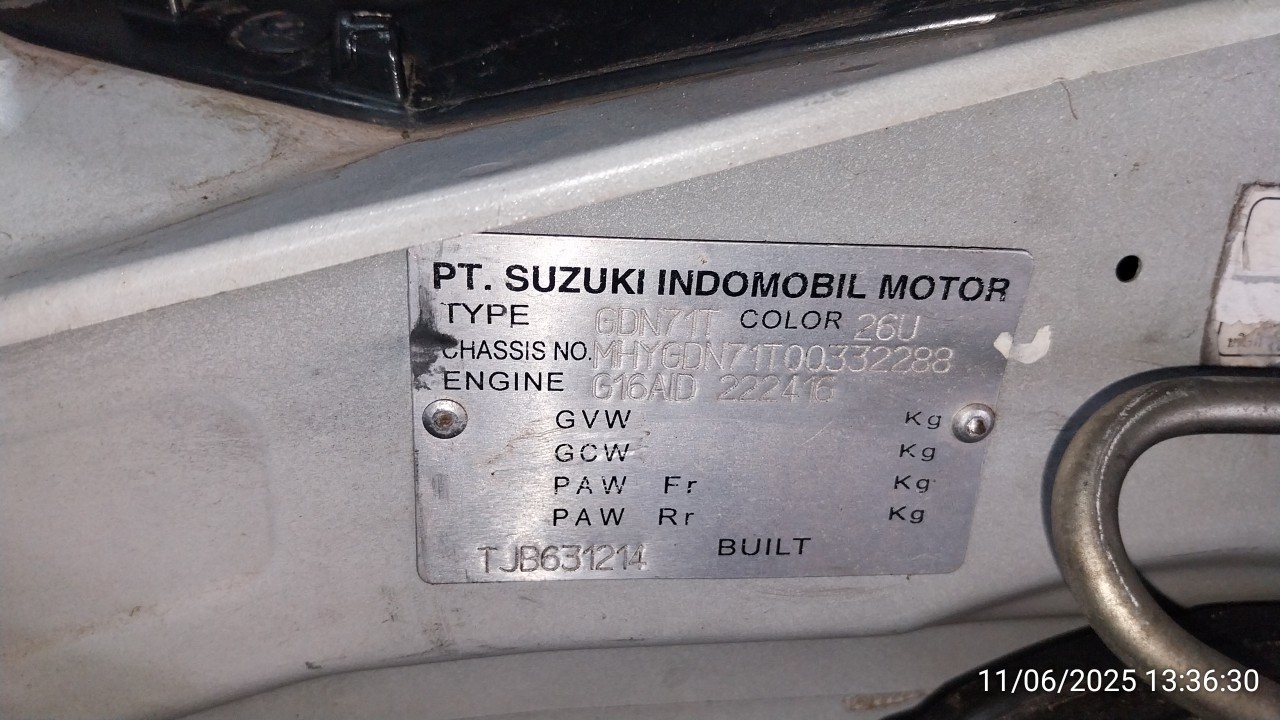 PT. SUZUKI INDOMOBIL MOTOR
TYPE GDN71T COLOR 26U
CHASSIS NO. MHYGDN71T00332288
ENGINE G16AID 222416
GVW Kg
GCW Kg
PAW Fr Kg
PAW Rr Kg
TJB631214 BUILT
11/06/2025 13:36:30